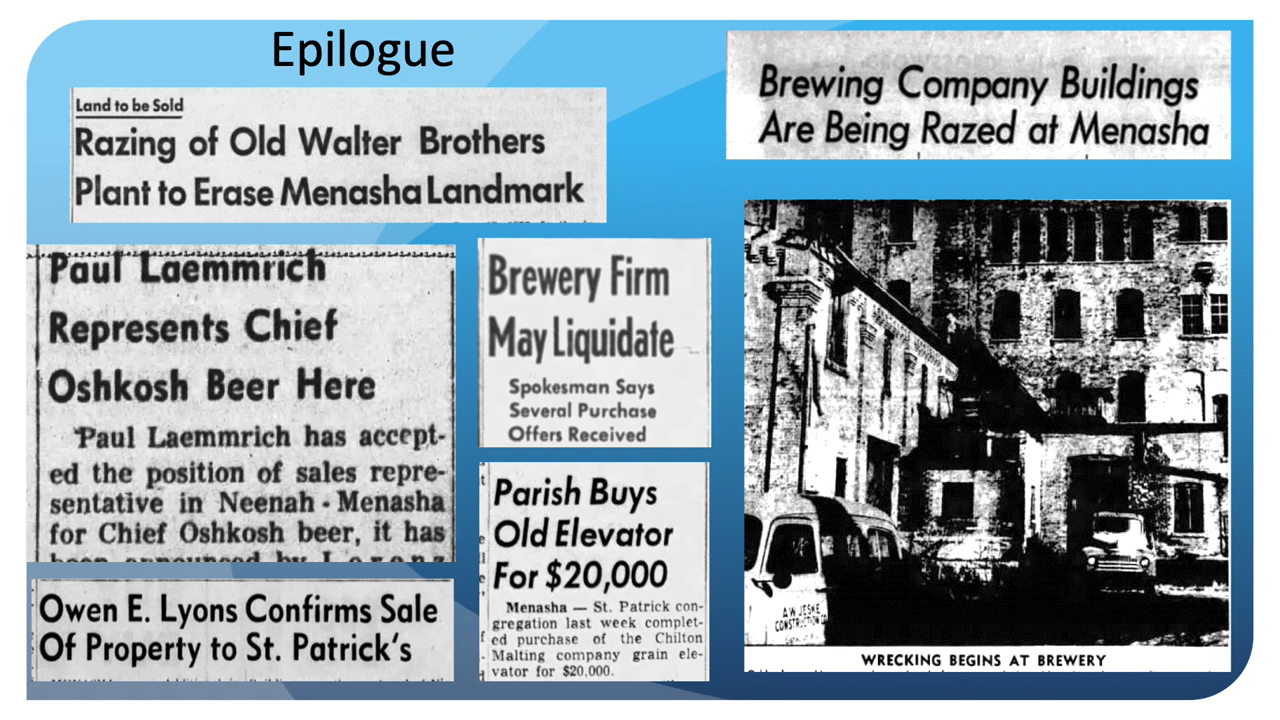 Epilogue
Land to be Sold
Razing of Old Walter Brothers
Plant to Erase Menasha Landmark
Brewing Company Buildings
Are Being Razed at Menasha
Paul Laemmrich
Represents Chief
Oshkosh Beer Here
Paul Laemmrich has accept-
ed the position of sales repre-
sentative in Neenah - Menasha
for Chief Oshkosh beer, it has
been announced by Lorenz
Owen E. Lyons Confirms Sale
Of Property to St. Patrick's
Brewery Firm
May Liquidate
Spokesman Says
Several Purchase
Offers Received
Parish Buys
Old Elevator
For $20,000
Menasha — St. Patrick con-
gregation last week complet-
ed purchase of the Chilton
Malting company grain ele-
vator for $20,000.
A.W. JESKE
CONSTRUCTION CO
WRECKING BEGINS AT BREWERY